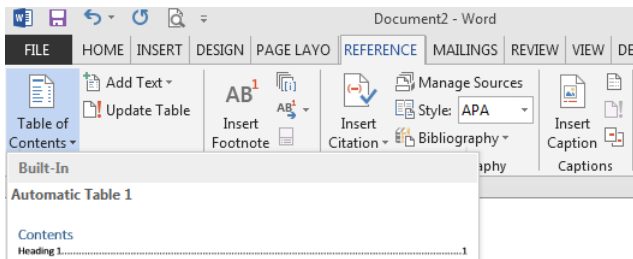 Document2 - Word
FILE HOME INSERT DESIGN PAGE LAYO REFERENCE MAILINGS REVIEW VIEW DE
Table of Contents
Add Text
Update Table
AB1
Insert Footnote
[i]
AB1
(-)
Insert Citation
Manage Sources
Style: APA
Bibliography
Insert Caption
aphy
Captions
Built-In
Automatic Table 1
Contents
Heading 1 1